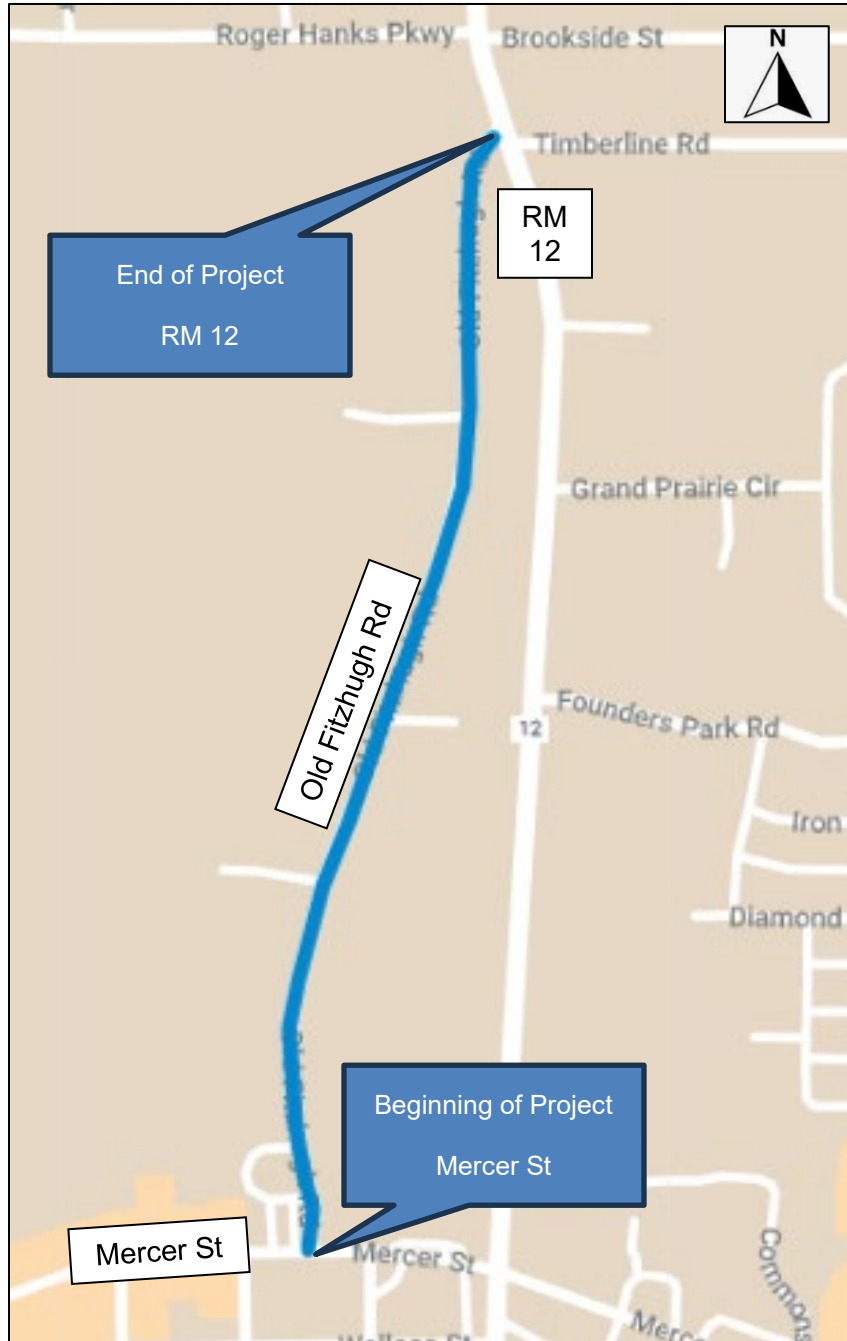 Roger Hanks Pkwy
Brookside St
N
Timberline Rd
RM
12
End of Project
RM 12
Grand Prairie Cir
Old Fitzhugh Rd
Founders Park Rd
12
Iron
Diamond
Beginning of Project
Mercer St
Mercer St
Mercer St
Commons